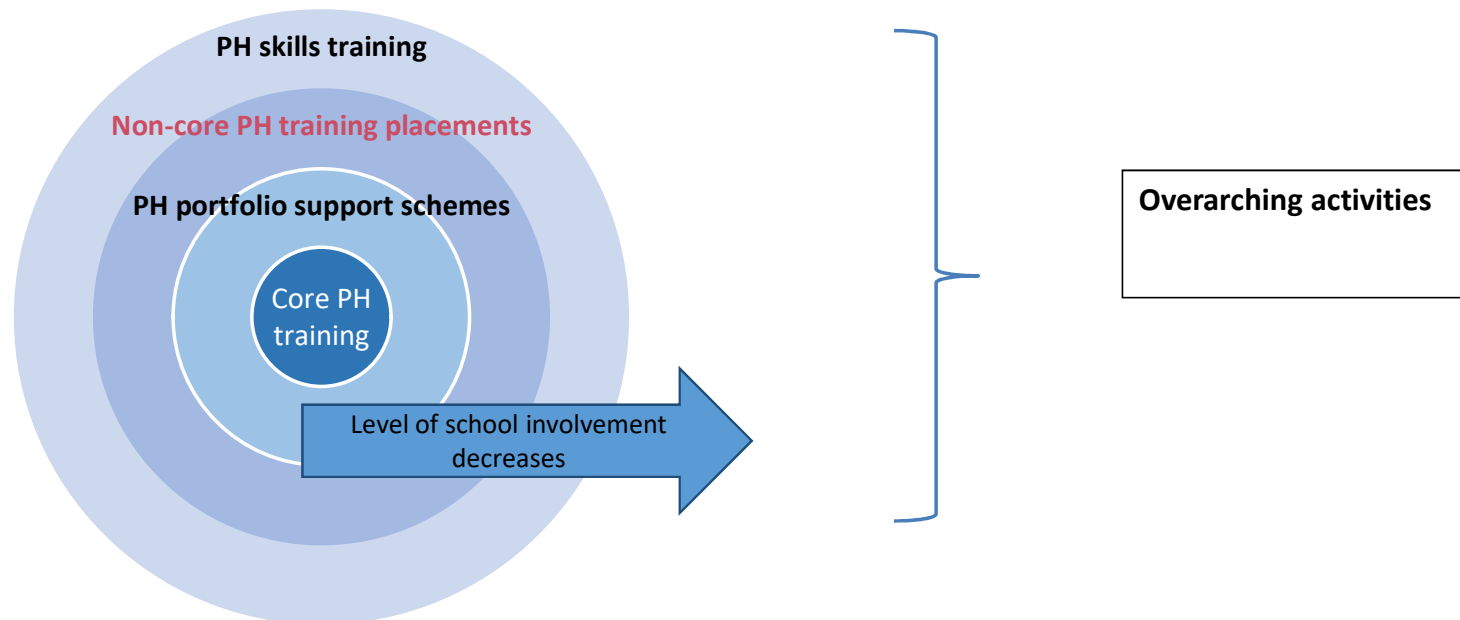 PH skills training
Non-core PH training placements
PH portfolio support schemes
Overarching activities
Core PH
training
Level of school involvement
decreases